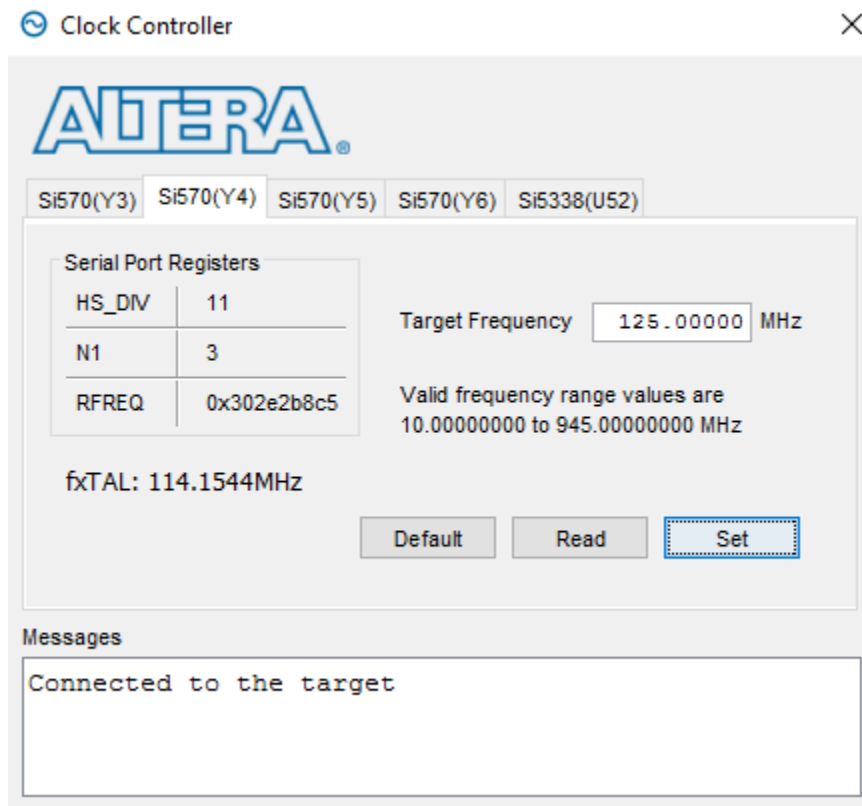 Clock Controller
ALTERA®
Si570(Y3) Si570(Y4) Si570(Y5) Si570(Y6) Si5338(U52)
Serial Port Registers
HS_DIV 11
N1 3
RFREQ 0x302e2b8c5
Target Frequency 125.00000 MHz
Valid frequency range values are
10.00000000 to 945.00000000 MHz
fxTAL: 114.1544MHz
Default Read Set
Messages
Connected to the target